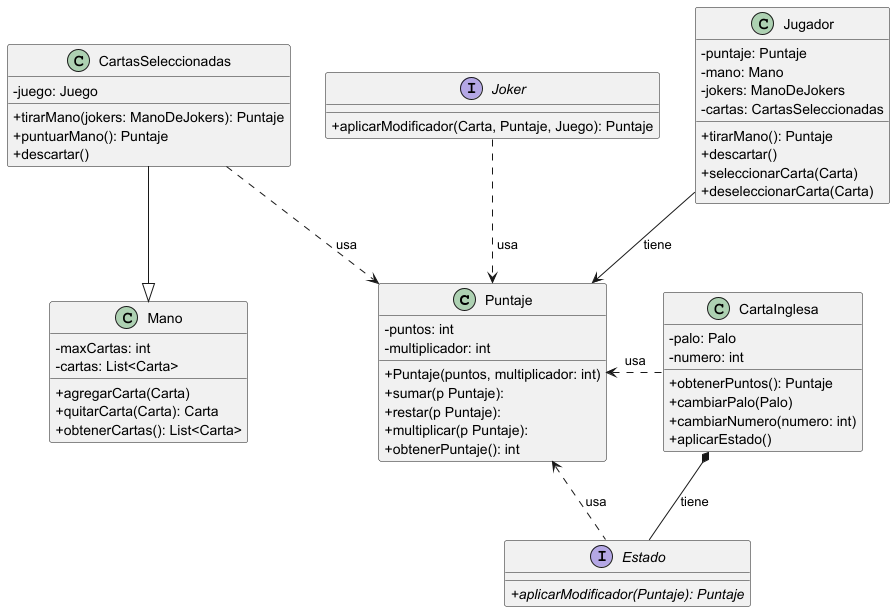 C CartasSeleccionadas
-juego: Juego
+tirarMano(jokers: ManoDeJokers): Puntaje
+puntuarMano(): Puntaje
+descartar()
I Joker
+aplicarModificador(Carta, Puntaje, Juego): Puntaje
C Jugador
-puntaje: Puntaje
-mano: Mano
-jokers: ManoDeJokers
-cartas: CartasSeleccionadas
+tirarMano(): Puntaje
+descartar()
+seleccionarCarta(Carta)
+deseleccionarCarta(Carta)
usa
usa
tiene
C Mano
-maxCartas: int
-cartas: List<Carta>
+agregarCarta(Carta)
+quitarCarta(Carta): Carta
+obtenerCartas(): List<Carta>
C Puntaje
-puntos: int
-multiplicador: int
+Puntaje(puntos, multiplicador: int)
+sumar(p Puntaje):
+restar(p Puntaje):
+multiplicar(p Puntaje):
+obtenerPuntaje(): int
usa
C CartaInglesa
-palo: Palo
-numero: int
+obtenerPuntos(): Puntaje
+cambiarPalo(Palo)
+cambiarNumero(numero: int)
+aplicarEstado()
usa
tiene
I Estado
+aplicarModificador(Puntaje): Puntaje